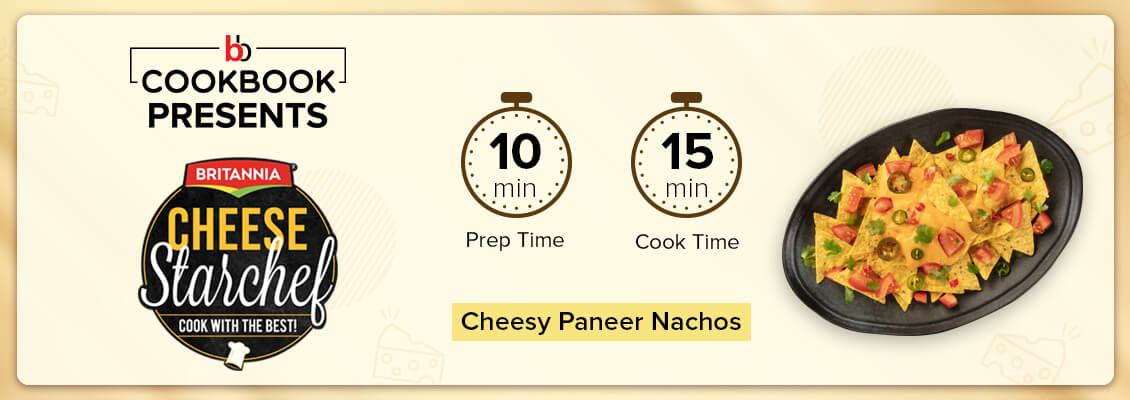 bb
COOKBOOK
PRESENTS
BRITANNIA
CHEESE
Starchef
COOK WITH THE BEST!
10
min
Prep Time
15
min
Cook Time
Cheesy Paneer Nachos